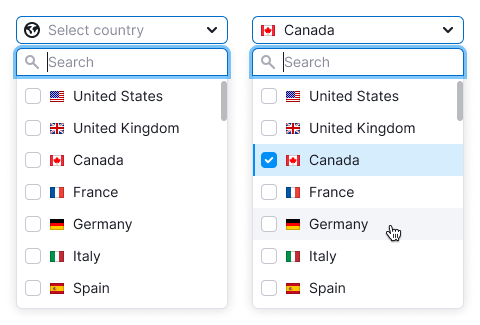 Select country
Search
United States
United Kingdom
Canada
France
Germany
Italy
Spain
Canada
Search
United States
United Kingdom
Canada
France
Germany
Italy
Spain